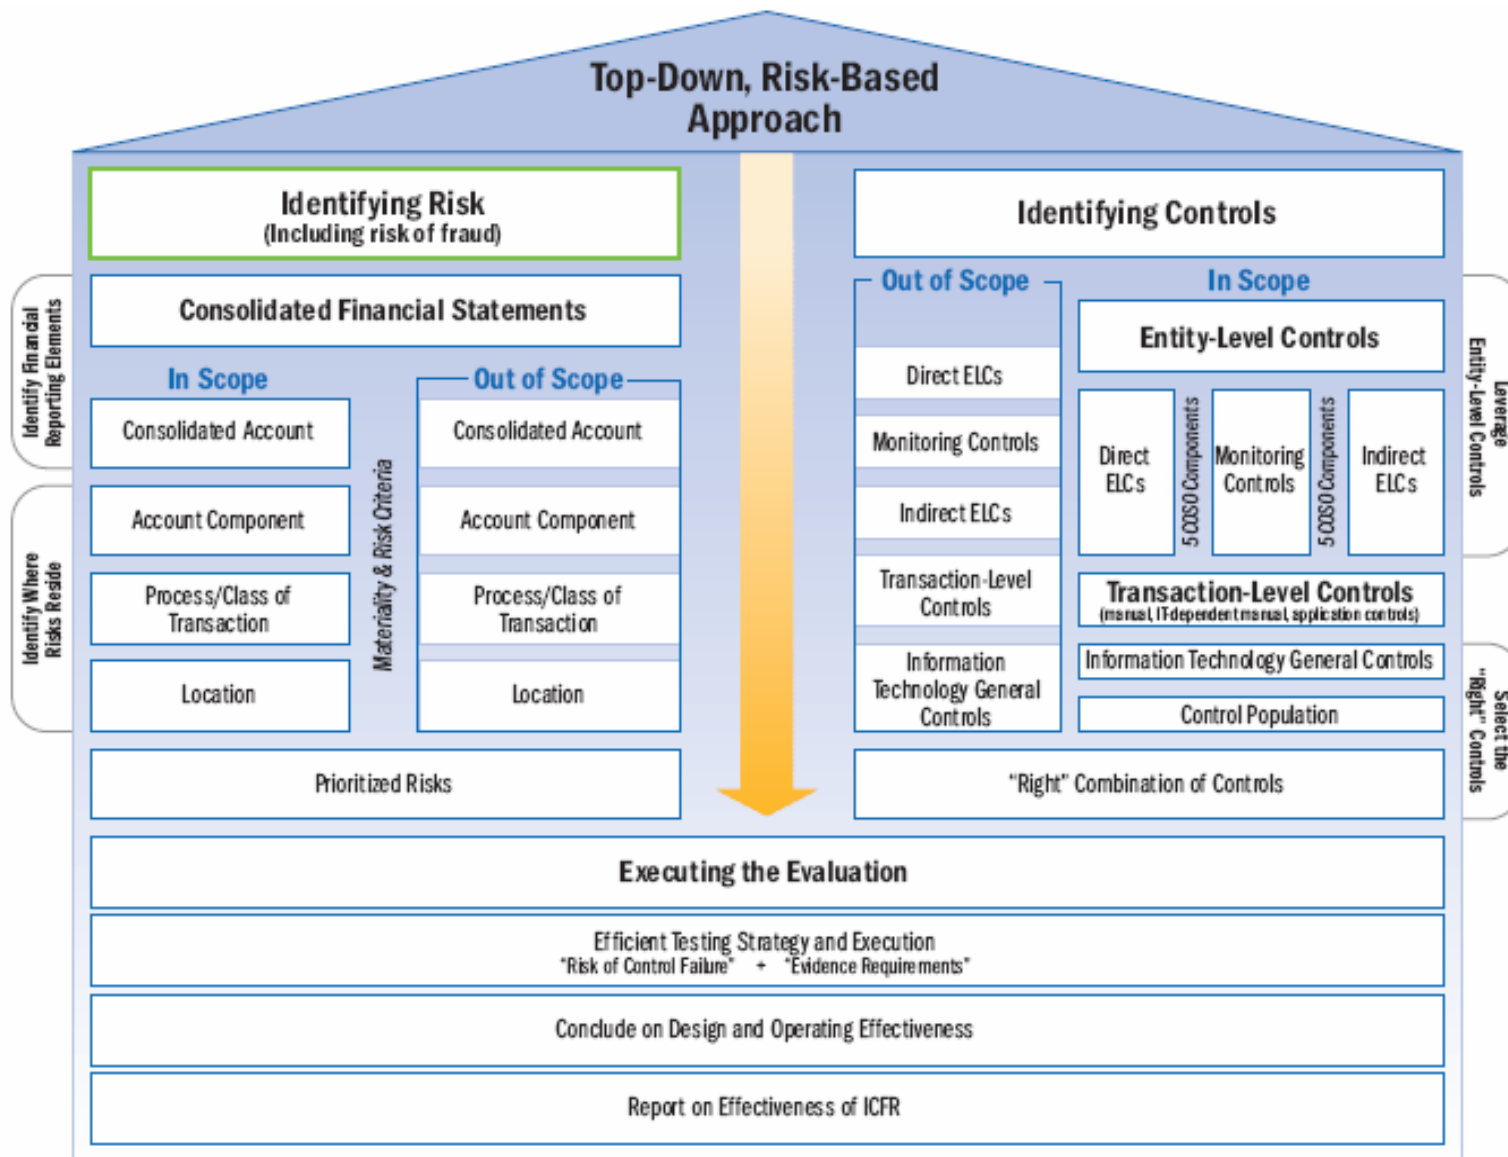 Top-Down, Risk-Based
Approach
Identifying Risk
(Including risk of fraud)
Identify Financial
Reporting Elements
Consolidated Financial Statements
In Scope
Out of Scope
Consolidated Account
Consolidated Account
Identify Where
Risks Reside
Account Component
Account Component
Materiality & Risk Criteria
Process/Class of
Transaction
Process/Class of
Transaction
Location
Location
Prioritized Risks
Identifying Controls
Out of Scope
In Scope
Direct ELCs
Monitoring Controls
Indirect ELCs
Transaction-Level
Controls
Information
Technology General
Controls
Entity-Level Controls
Leverage
Entity-Level Controls
Direct
ELCs
5 COSO Components
Monitoring
Controls
5 COSO Components
Indirect
ELCs
Transaction-Level Controls
(manual, IT-dependent manual, application controls)
Information Technology General Controls
Control Population
Select the
"Right" Controls
"Right" Combination of Controls
Executing the Evaluation
Efficient Testing Strategy and Execution
"Risk of Control Failure" + "Evidence Requirements"
Conclude on Design and Operating Effectiveness
Report on Effectiveness of ICFR